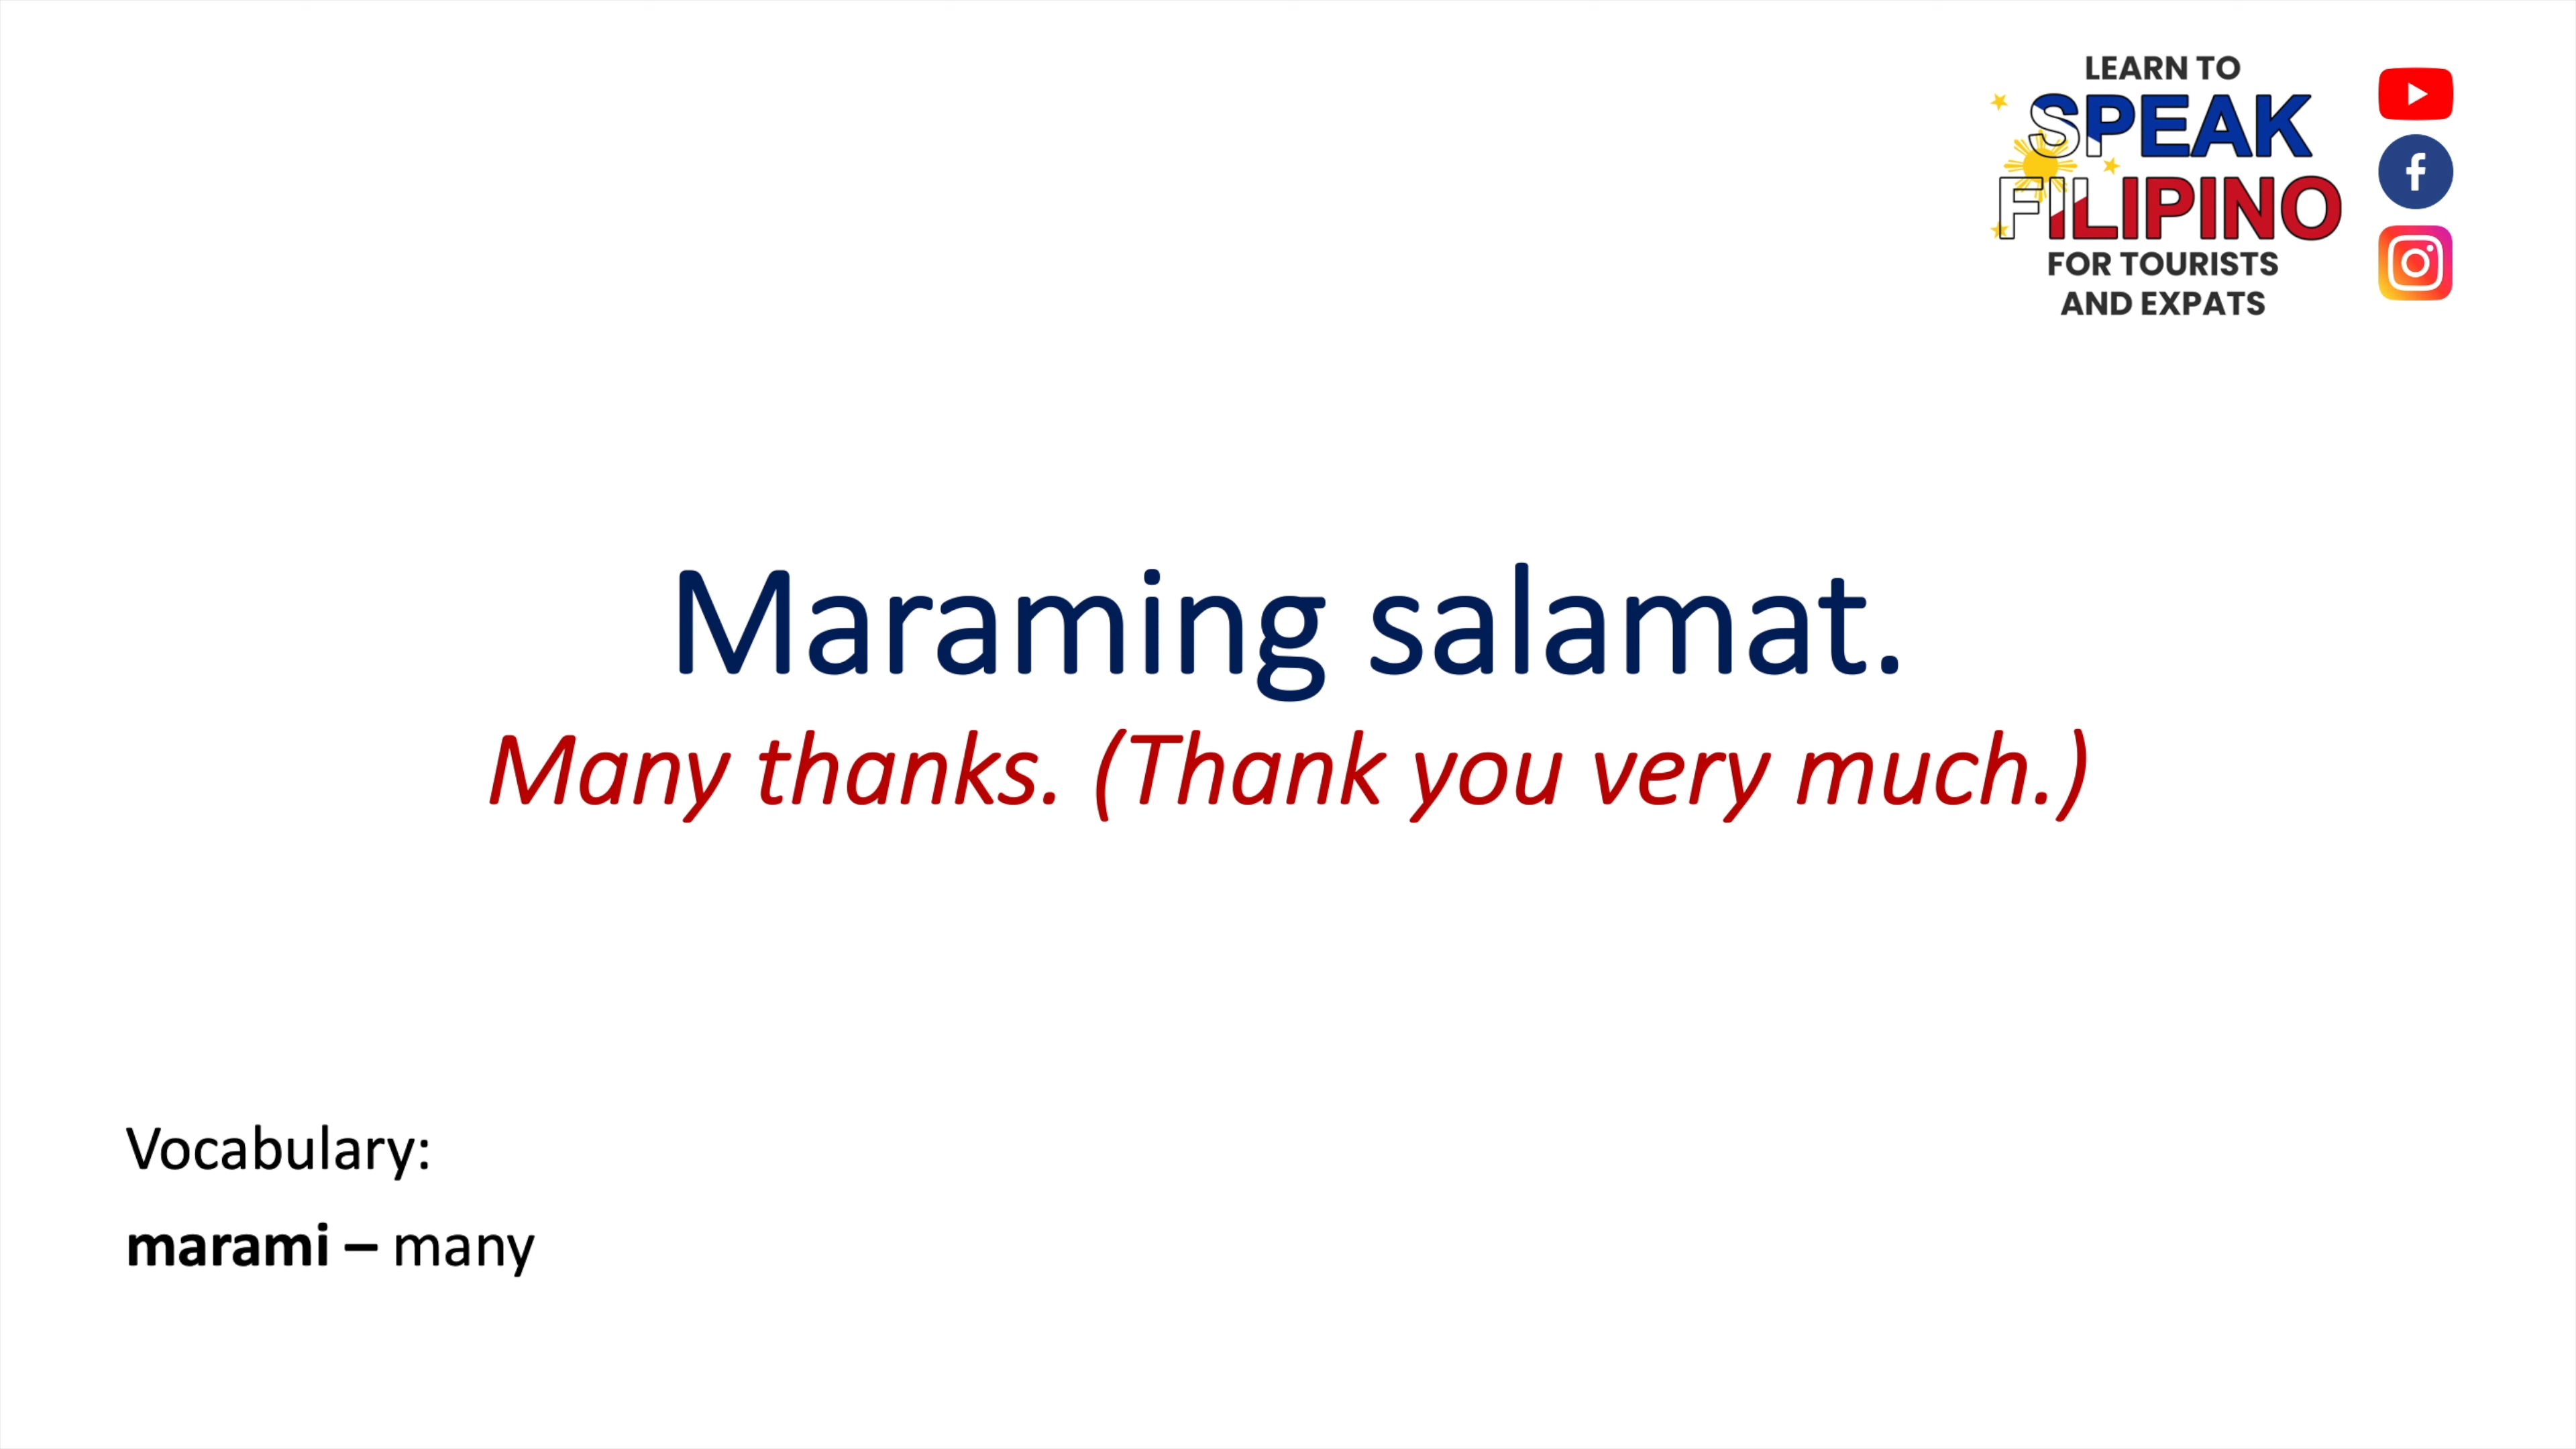 LEARN TO
SPEAK
FILIPINO
FOR TOURISTS
AND EXPATS
Maraming salamat.
Many thanks. (Thank you very much.)
Vocabulary:
marami – many